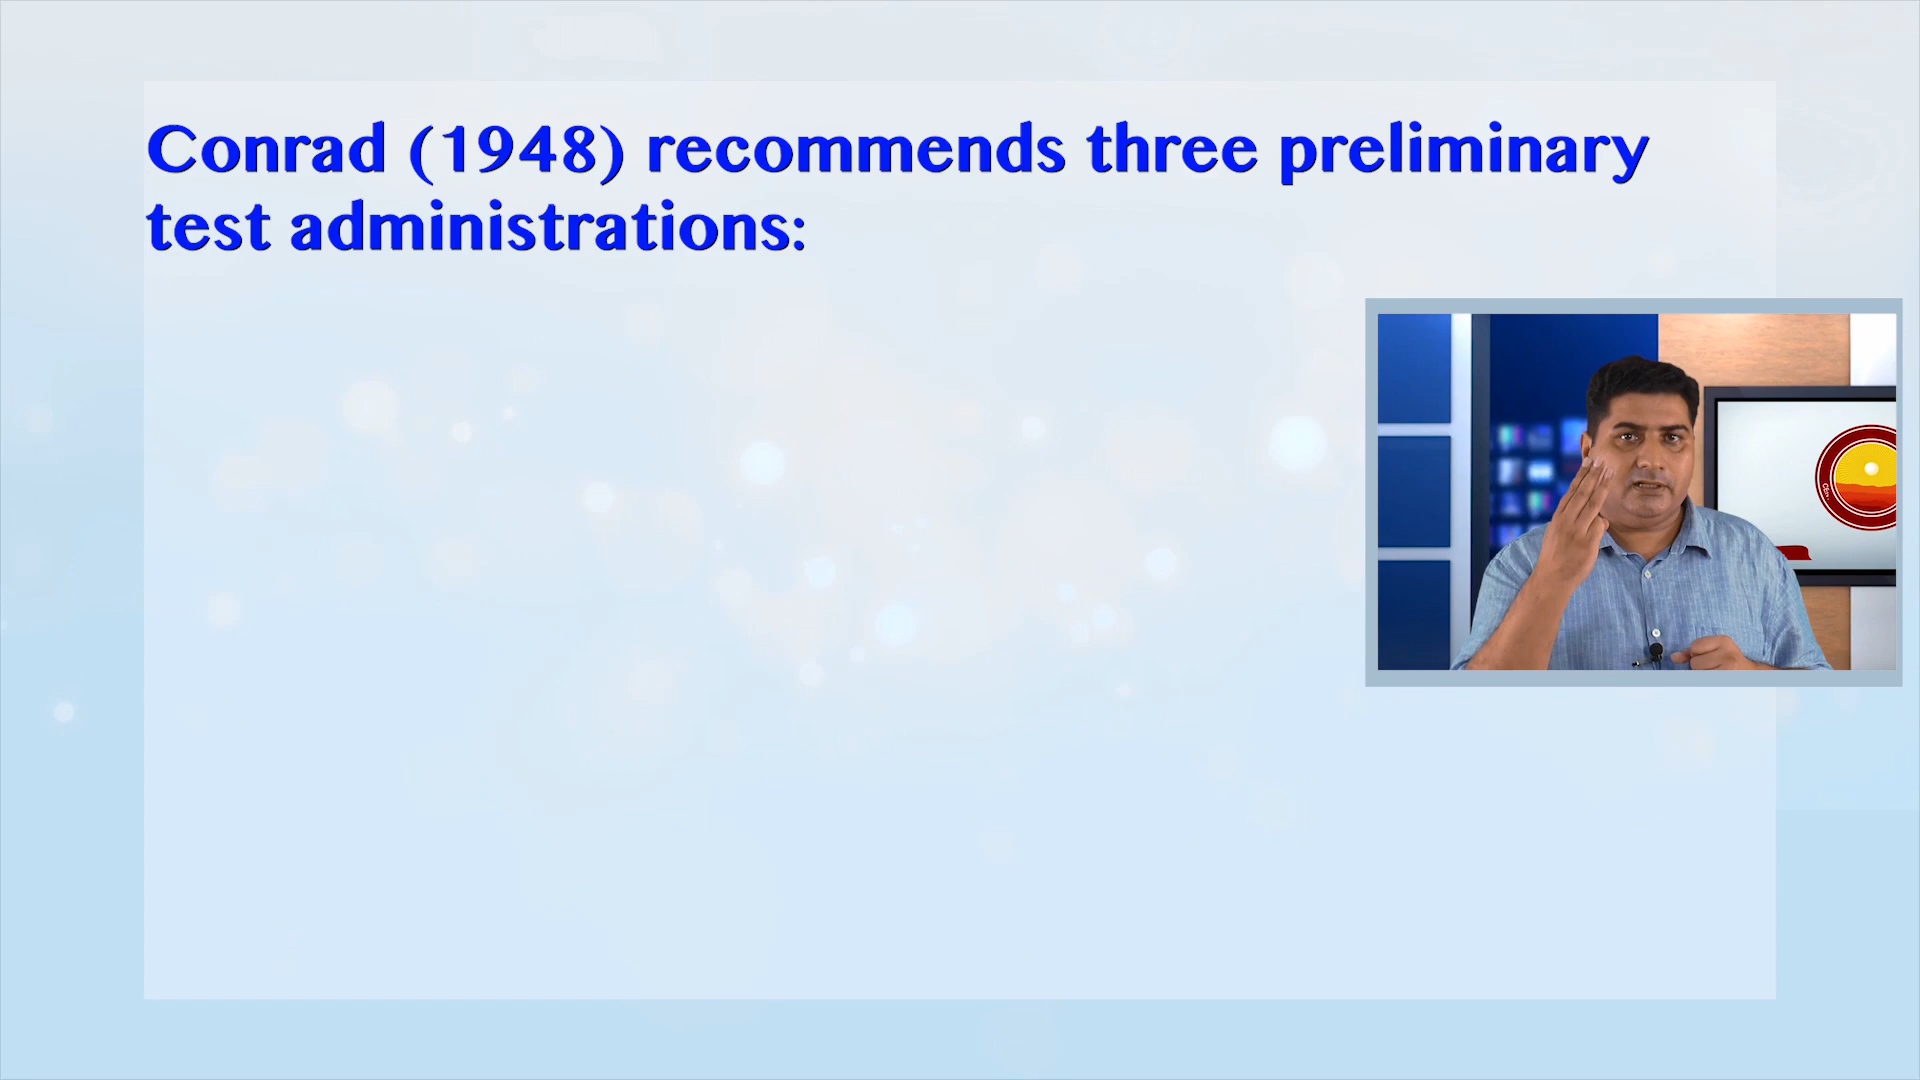 Conrad (1948) recommends three preliminary
test administrations: